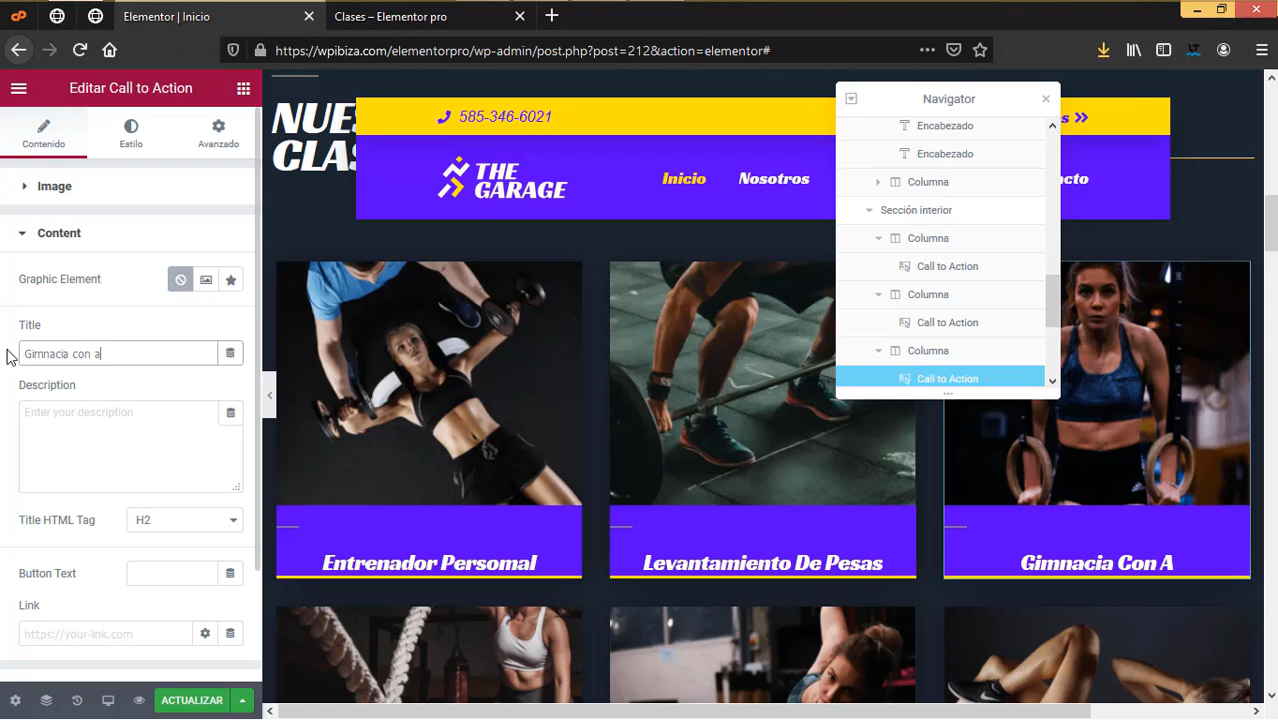 Elementor | Inicio
Clases – Elementor pro
https://wpibiza.com/elementorpro/wp-admin/post.php?post=212&action=elementor#
Editar Call to Action
Contenido
Estilo
Avanzado
Image
Content
Graphic Element
Title
Gimnacia con a
Description
Enter your description
Title HTML Tag
H2
Button Text
Link
https://your-link.com
ACTUALIZAR
585-346-6021
THE
GARAGE
Inicio
Nosotros
Navigator
Encabezado
Encabezado
Columna
Sección interior
Columna
Call to Action
Columna
Call to Action
Columna
Call to Action
Entrenador Personal
Levantamiento De Pesas
Gimnacia Con A